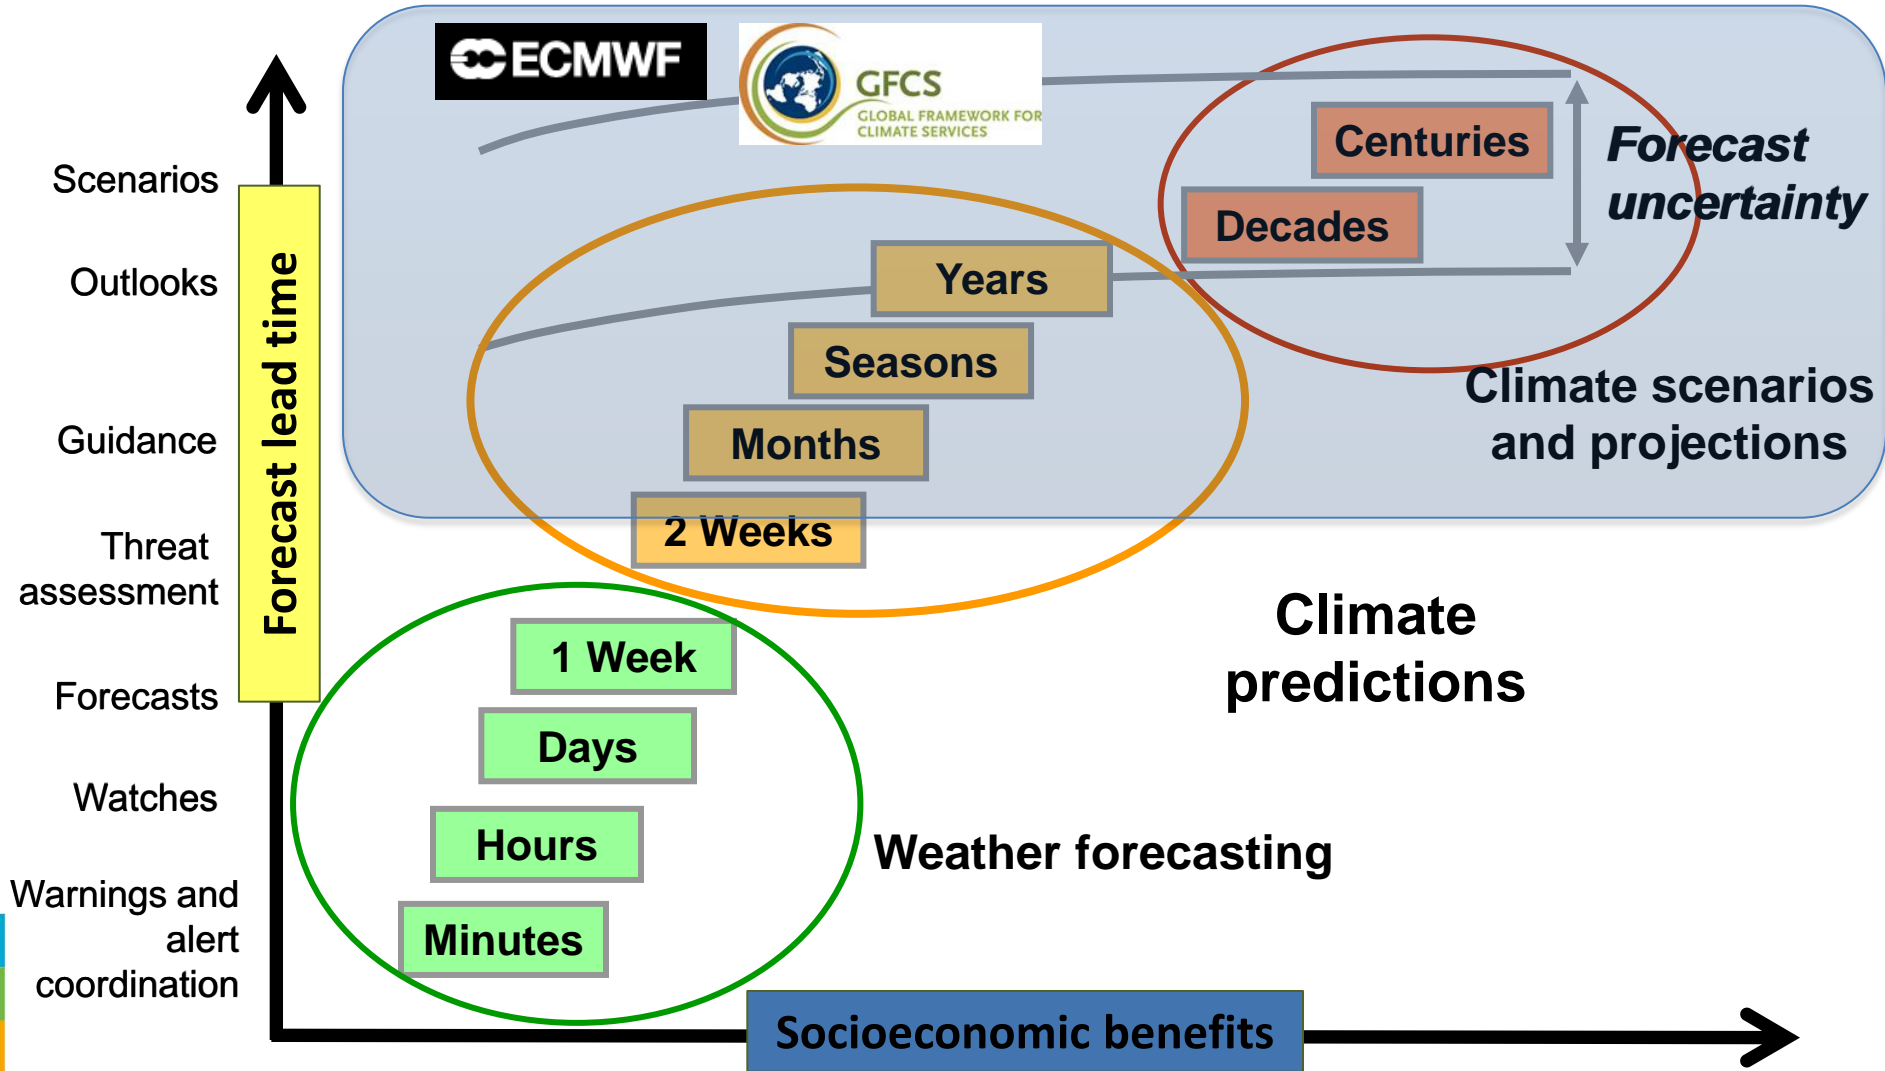 ECMWF
GFCS
GLOBAL FRAMEWORK FOR
CLIMATE SERVICES
Scenarios
Outlooks
Guidance
Threat
assessment
Forecasts
Watches
Warnings and
alert
coordination
Forecast lead time
Centuries
Decades
Forecast
uncertainty
Years
Seasons
Months
2 Weeks
Climate scenarios
and projections
1 Week
Days
Hours
Minutes
Climate
predictions
Weather forecasting
Socioeconomic benefits